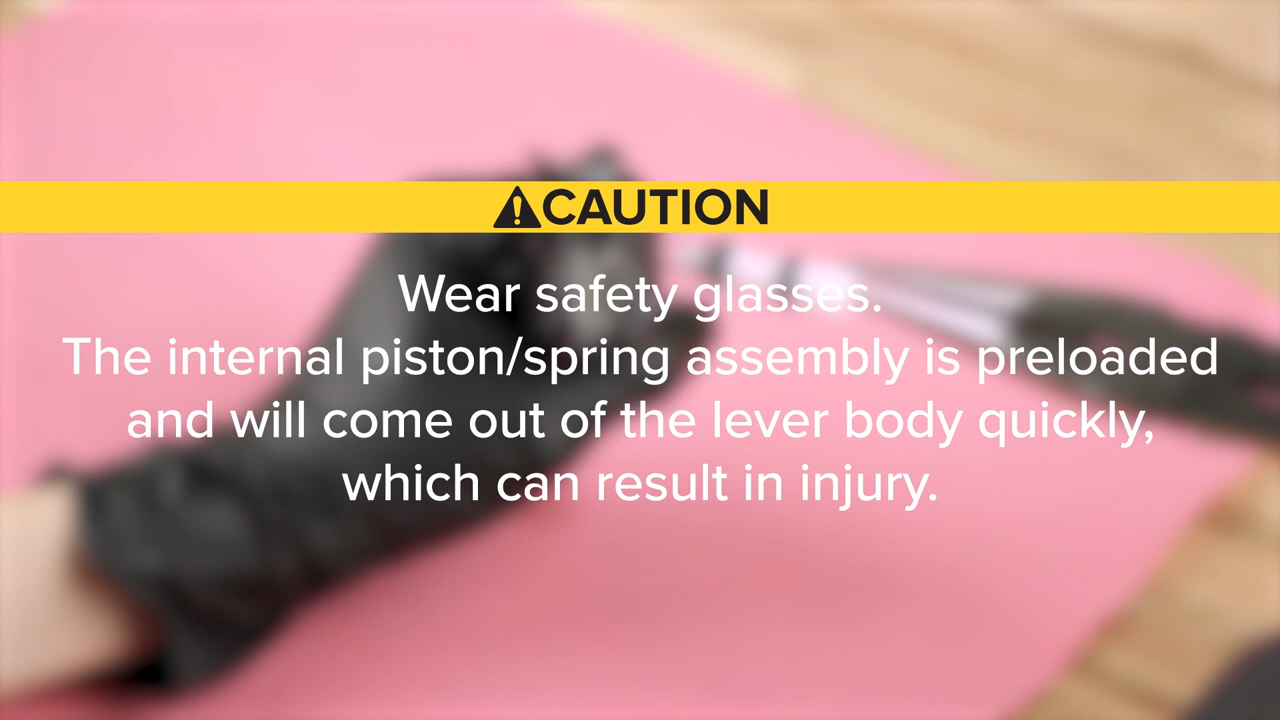 CAUTION
Wear safety glasses.
The internal piston/spring assembly is preloaded
and will come out of the lever body quickly,
which can result in injury.